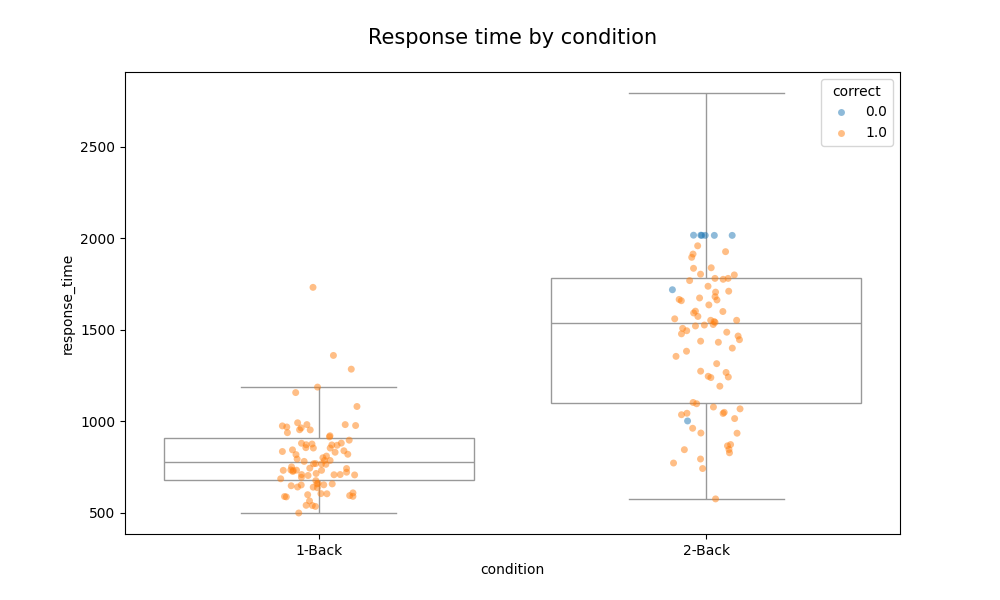 Response time by condition
correct
0.0
1.0
2500
2000
1500
1000
500
response_time
1-Back
2-Back
condition